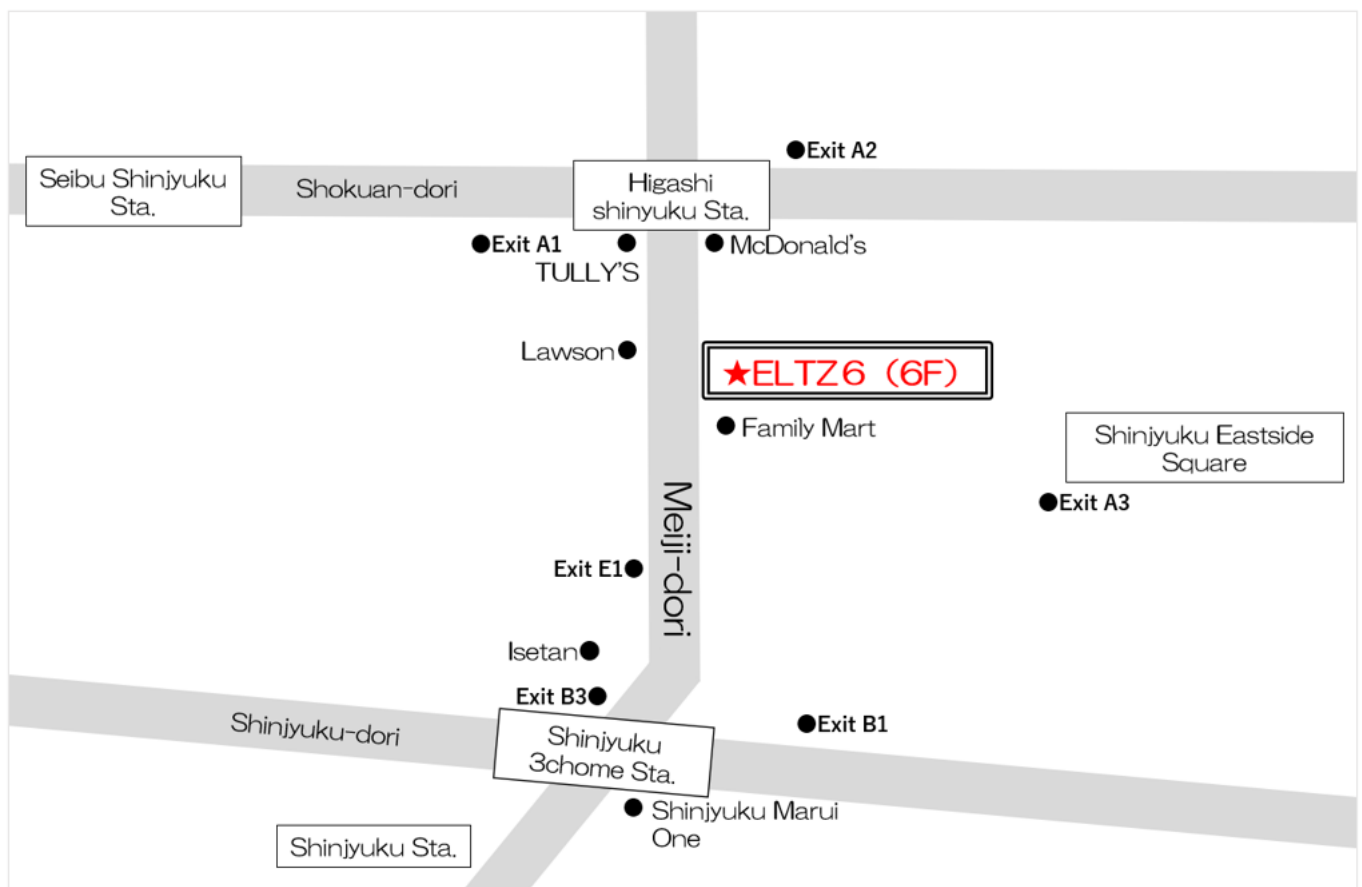 Exit A2
Seibu Shinjyuku
Sta.
Shokuan-dori
Higashi
shinyuku Sta.
Exit A1
TULLY'S
McDonald's
Lawson
★ELTZ6 (6F)
Family Mart
Shinjyuku Eastside
Square
Exit A3
Meiji-dori
Exit E1
Isetan
Exit B3
Shinjyuku-dori
Shinjyuku
3chome Sta.
Exit B1
Shinjyuku Marui
One
Shinjyuku Sta.